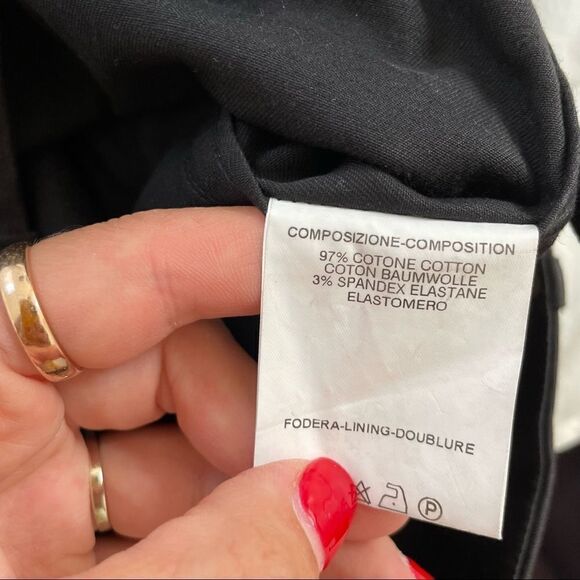 COMPOSIZIONE-COMPOSITION
97% COTONE COTTON
COTON BAUMWOLLE
3% SPANDEX ELASTANE
ELASTOMERO
FODERA-LINING-DOUBLURE
P